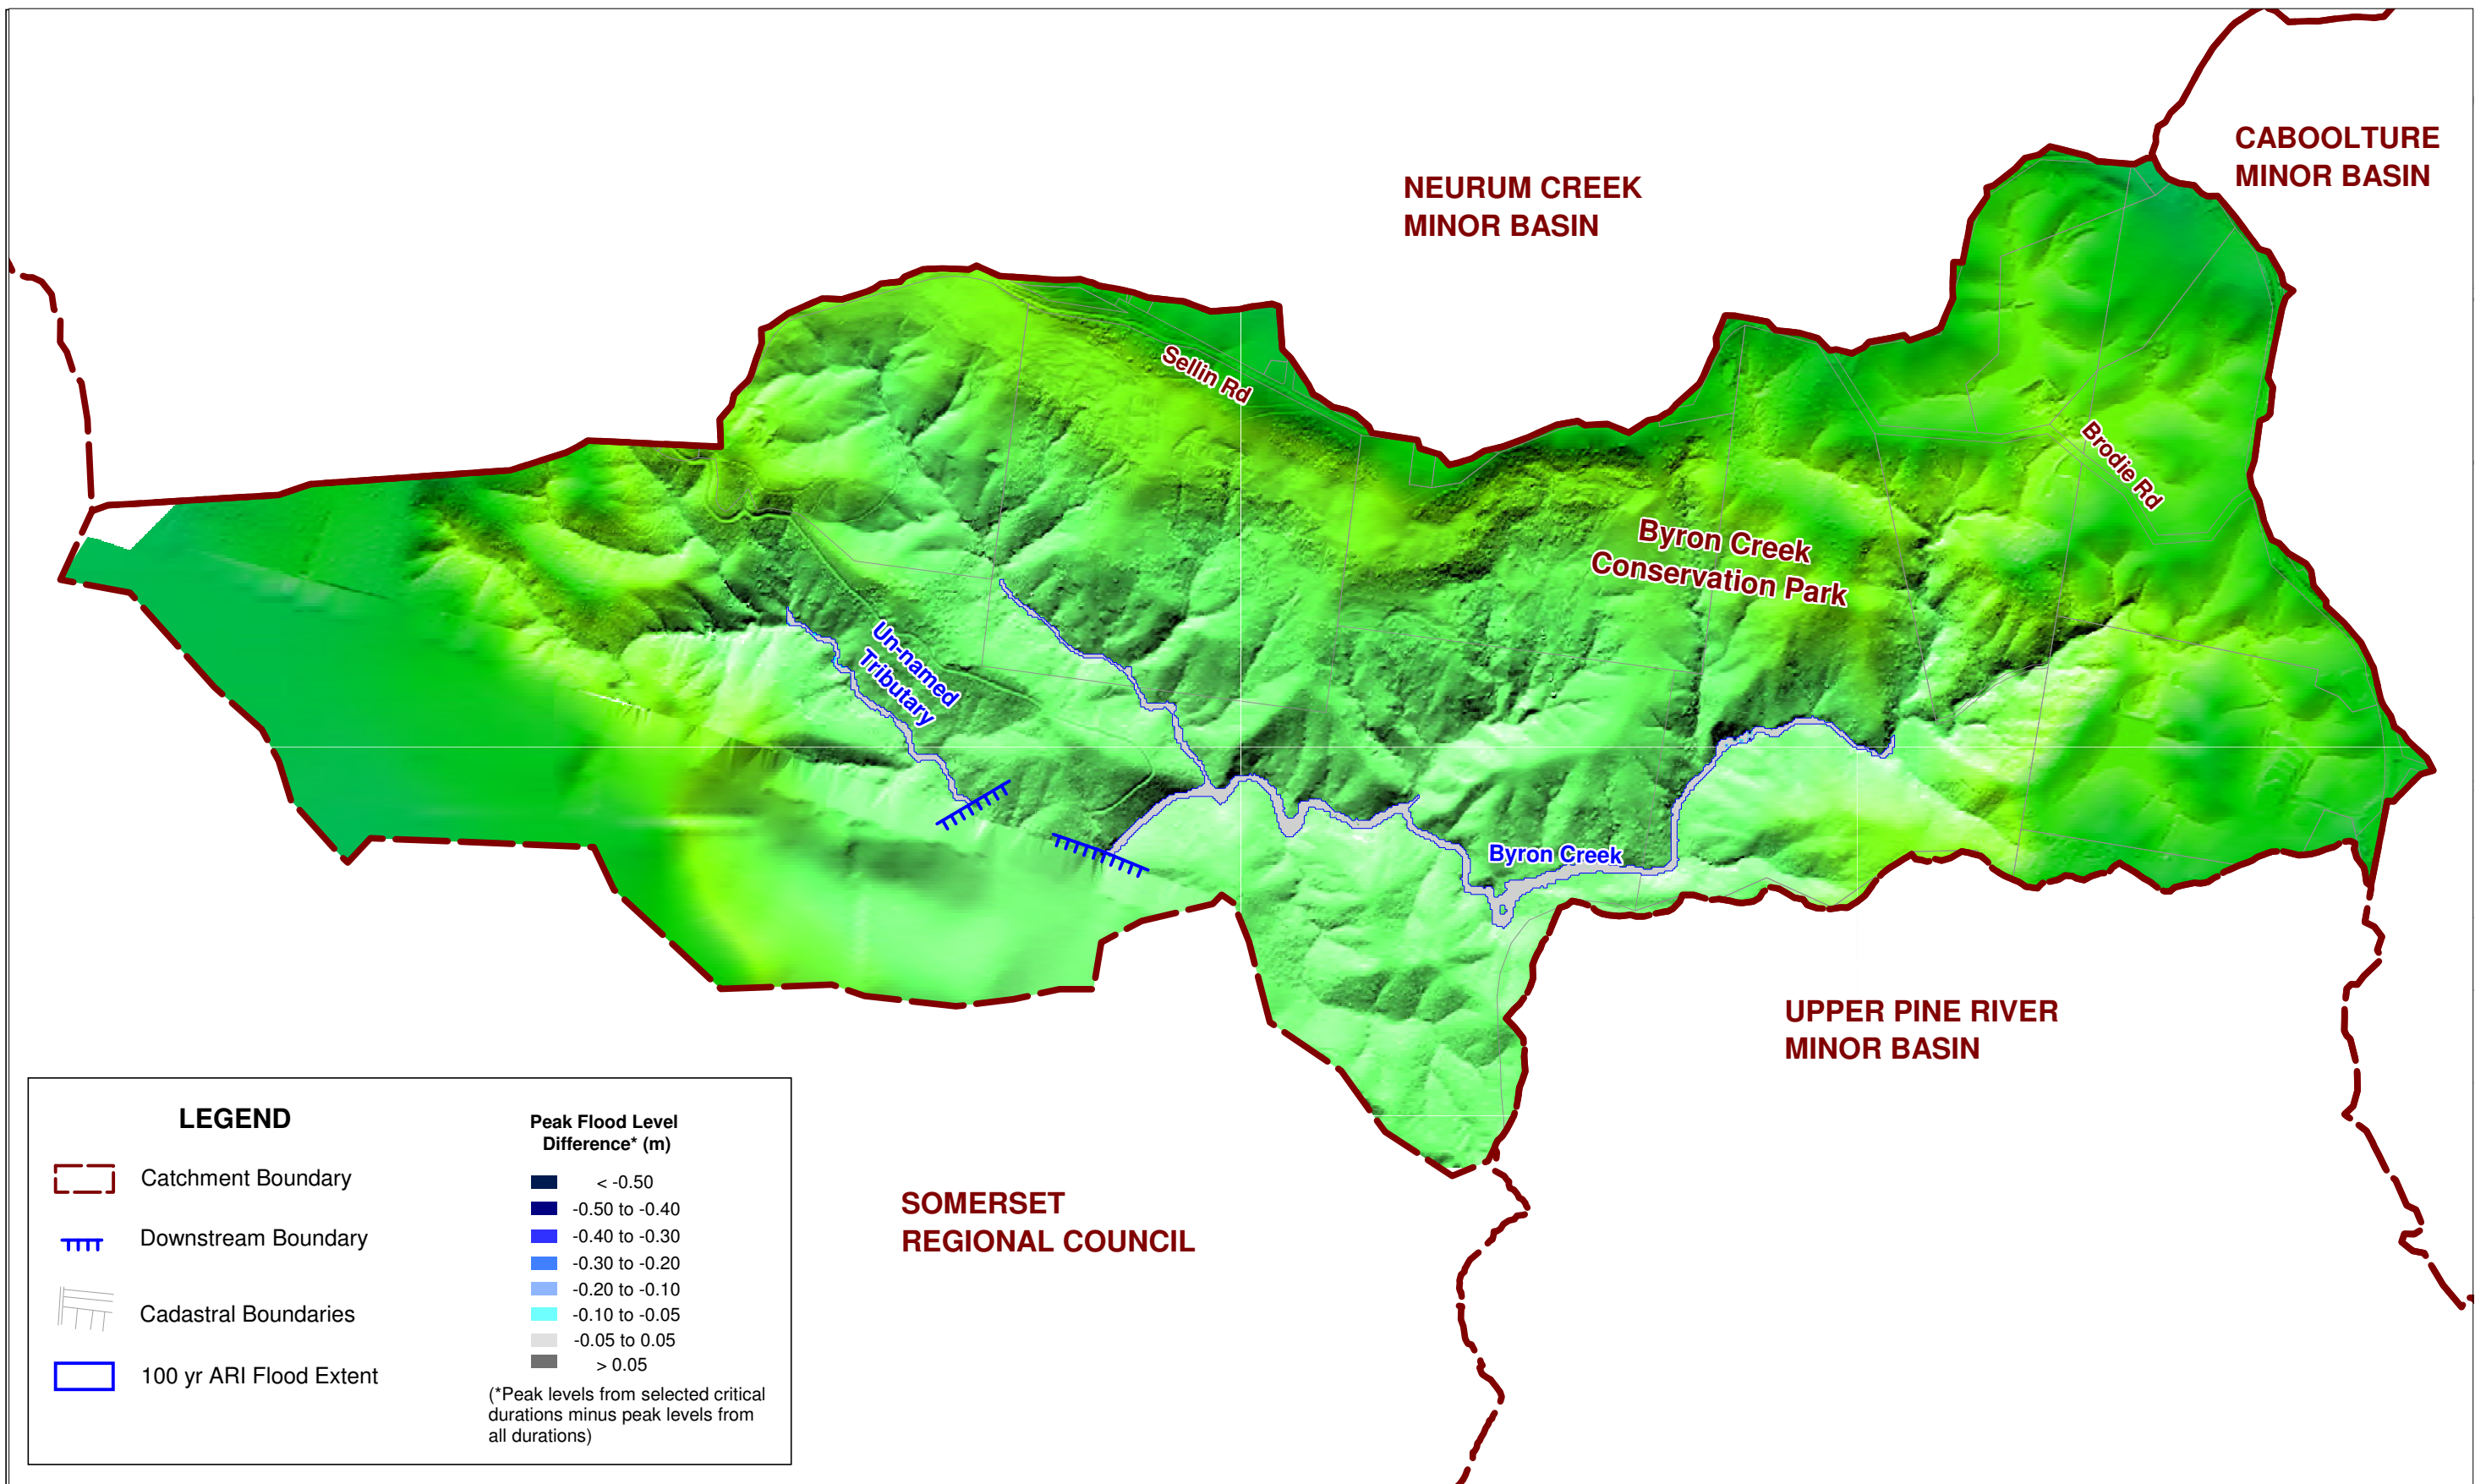 CABOOLTURE
MINOR BASIN
NEURUM CREEK
MINOR BASIN
Sellin Rd
Brodie Rd
Byron Creek
Conservation Park
Un-named
Tributary
Byron Creek
UPPER PINE RIVER
MINOR BASIN
SOMERSET
REGIONAL COUNCIL
LEGEND
Catchment Boundary
Downstream Boundary
Cadastral Boundaries
100 yr ARI Flood Extent
Peak Flood Level
Difference* (m)
< -0.50
-0.50 to -0.40
-0.40 to -0.30
-0.30 to -0.20
-0.20 to -0.10
-0.10 to -0.05
-0.05 to 0.05
> 0.05
(*Peak levels from selected critical
durations minus peak levels from
all durations)